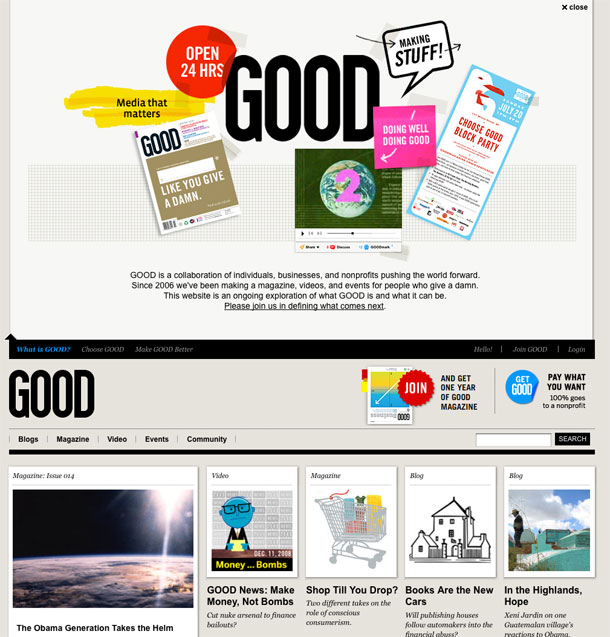 close
OPEN
24 HRS
GOOD
MAKING
STUFF!
Media that
matters
GOOD
LIKE YOU GIVE
A DAMN.
2
DOING WELL
DOING GOOD
SUNDAY
JULY 20
CHOOSE GOOD
BLOCK PARTY
Share
Discuss
GOODmark
GOOD is a collaboration of individuals, businesses, and nonprofits pushing the world forward.
Since 2006 we've been making a magazine, videos, and events for people who give a damn.
This website is an ongoing exploration of what GOOD is and what it can be.
Please join us in defining what comes next.
What is GOOD? Choose GOOD Make GOOD Better Hello! Join GOOD Login
GOOD
JOIN
AND GET
ONE YEAR
OF GOOD
MAGAZINE
GET
GOOD
PAY WHAT
YOU WANT
100% goes
to a nonprofit
Blogs Magazine Video Events Community SEARCH
Magazine: Issue 014
The Obama Generation Takes the Helm
Video
DEC. 11, 2008
Money ... Bombs
GOOD News: Make
Money, Not Bombs
Cut nuke arsenal to finance
bailouts?
Magazine
Shop Till You Drop?
Two different takes on the
role of conscious
consumerism.
Blog
Books Are the New
Cars
Will publishing houses
follow automakers into the
financial abuss?
Blog
In the Highlands,
Hope
Xeni Jardin on one
Guatemalan village's
reactions to Obama.